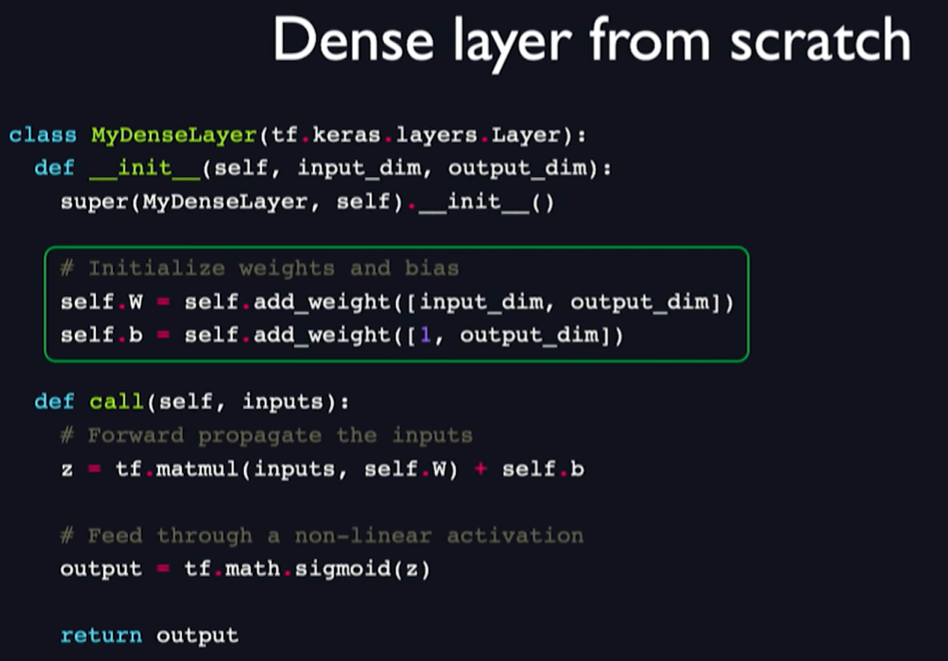 Dense layer from scratch
class MyDenseLayer(tf.keras.layers.Layer):
def __init__(self, input_dim, output_dim):
super(MyDenseLayer, self).__init__()
# Initialize weights and bias
self.W = self.add_weight([input_dim, output_dim])
self.b = self.add_weight([1, output_dim])
def call(self, inputs):
# Forward propagate the inputs
z = tf.matmul(inputs, self.W) + self.b
# Feed through a non-linear activation
output = tf.math.sigmoid(z)
return output